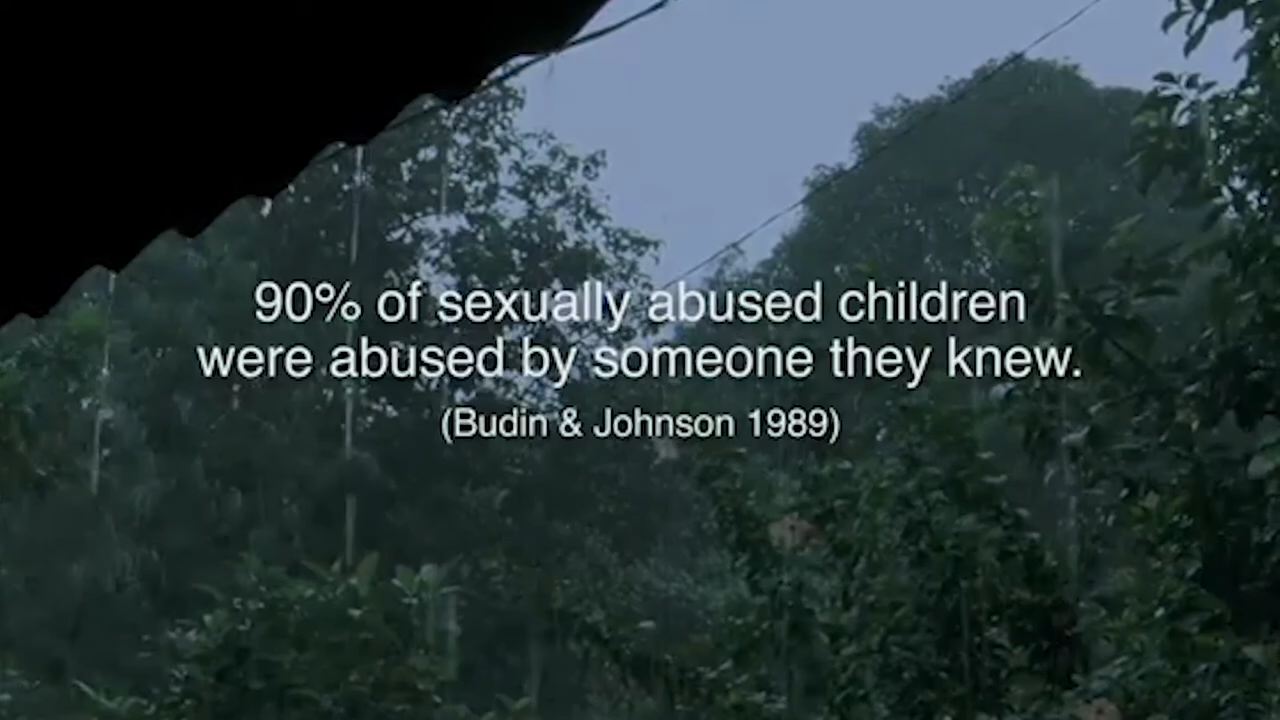 90% of sexually abused children
were abused by someone they knew.
(Budin & Johnson 1989)